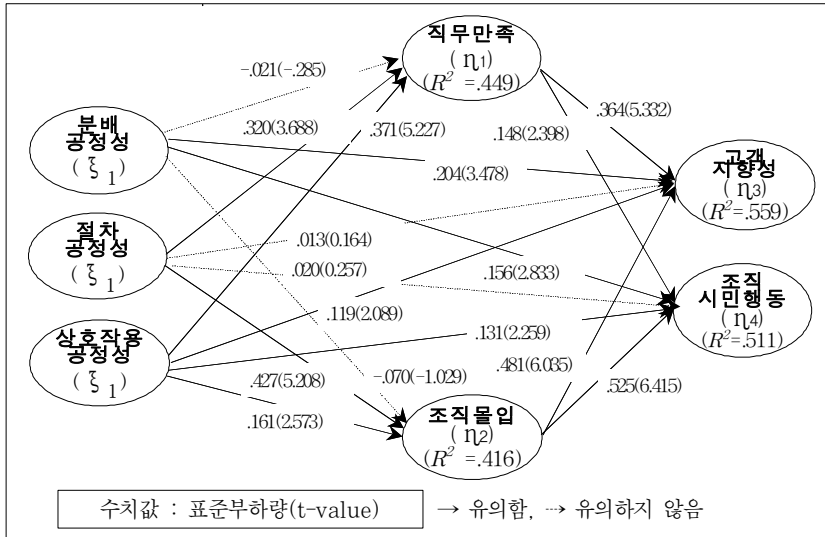 직무만족
( η1)
(R² =.449)
-.021(-.285)
.320(3.688)
.371(5.227)
.148(2.398)
.364(5.332)
분배
공정성
( ξ 1 )
.204(3.478)
고객
지향성
( η3)
(R²=.559)
절차
공정성
( ξ 1 )
.013(0.164)
.020(0.257)
.156(2.833)
조직
시민행동
( η4)
(R²=.511)
.119(2.089)
.131(2.259)
상호작용
공정성
( ξ 1 )
.427(5.208)
-.070(-1.029)
.481(6.035)
.525(6.415)
.161(2.573)
조직몰입
( η2)
(R² =.416)
수치값 : 표준부하량(t-value) → 유의함, ⇢ 유의하지 않음